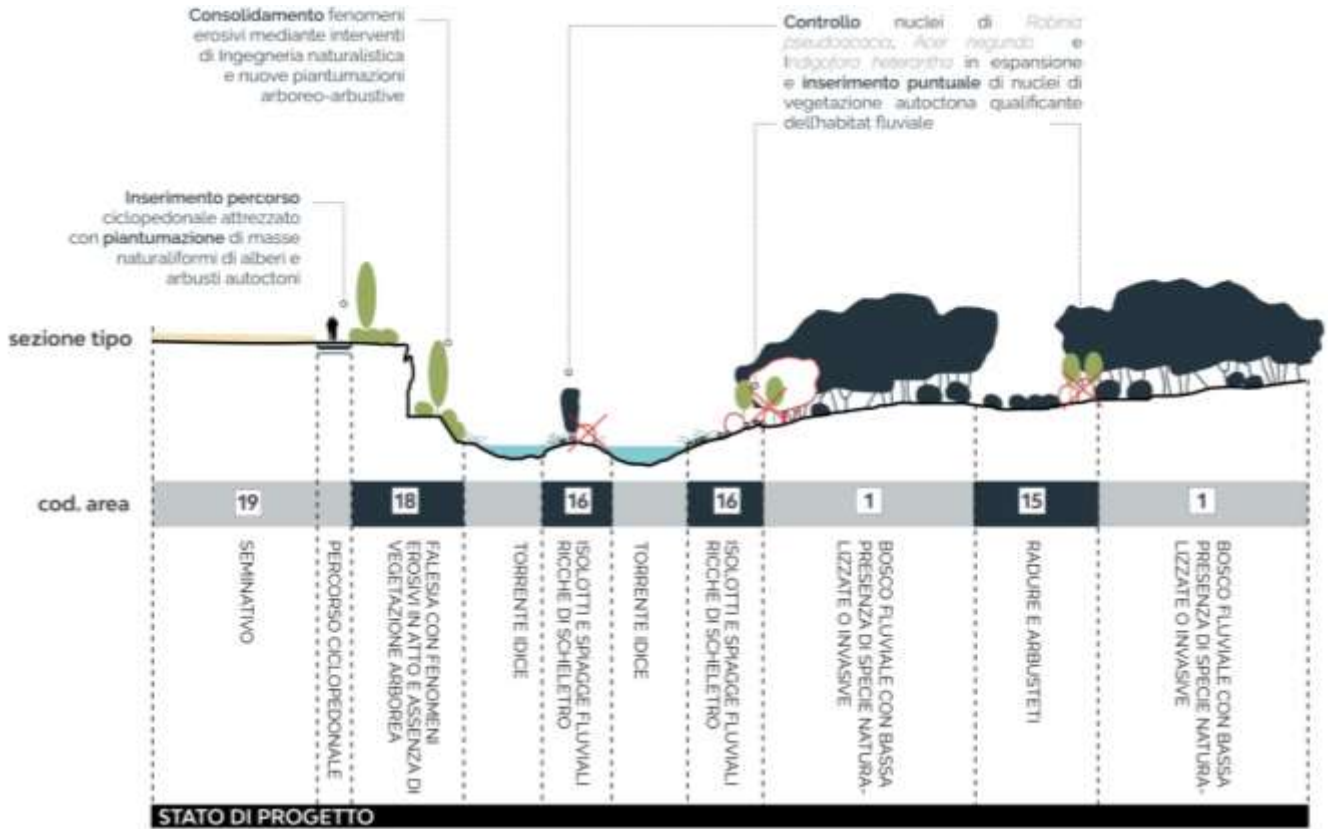 Consolidamento fenomeni
erosivi mediante interventi
di Ingegneria naturalistica
e nuove piantumazioni
arboreo-arbustive
Controllo nuclei di Robinia
pseudoacacia, Acer negundo e
Indigofora heterantha in espansione
e inserimento puntuale di nuclei di
vegetazione autoctona qualificante
dell'habitat fluviale
Inserimento percorso
ciclopedonale attrezzato
con piantumazione di masse
naturaliformi di alberi e
arbusti autoctoni
sezione tipo
cod. area
19
18
16
16
1
15
1
SEMINATIVO
PERCORSO CICLOPEDONALE
FALESIA CON FENOMENI
EROSIVI IN ATTO E ASSENZA DI
VEGETAZIONE ARBOREA
TORRENTE IDICE
ISOLOTTI E SPIAGGE FLUVIALI
RICCHE DI SCHELETRO
TORRENTE IDICE
ISOLOTTI E SPIAGGE FLUVIALI
RICCHE DI SCHELETRO
BOSCO FLUVIALE CON BASSA
PRESENZA DI SPECIE NATURA-
LIZZATE O INVASIVE
RADURE E ARBUSTETI
BOSCO FLUVIALE CON BASSA
PRESENZA DI SPECIE NATURA-
LIZZATE O INVASIVE
STATO DI PROGETTO